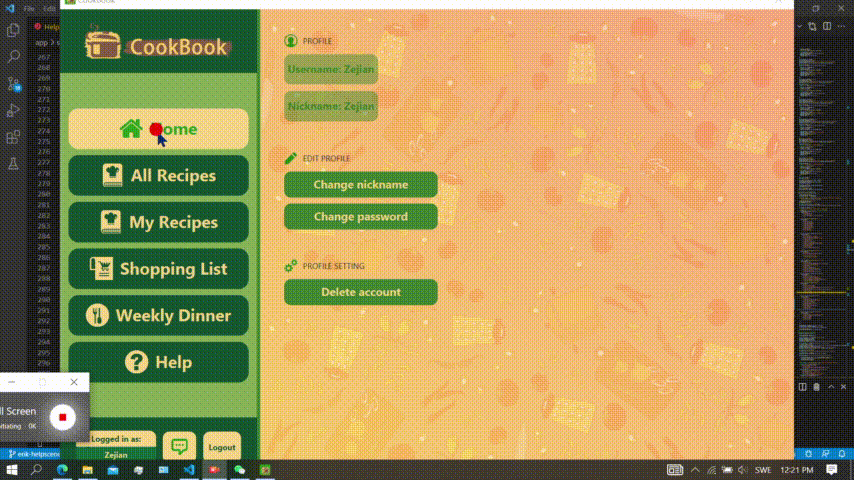 CookBook
File
Edit
Help
app
CookBook
Home
All Recipes
My Recipes
Shopping List
Weekly Dinner
Help
Logged in as:
Zejian
Logout
PROFILE
Username: Zejian
Nickname: Zejian
EDIT PROFILE
Change nickname
Change password
PROFILE SETTING
Delete account
267
268
269
270
271
272
273
274
275
276
277
278
279
280
281
282
283
284
285
286
287
288
289
290
291
292
293
294
295
296
ll Screen
0K
erik-helpscene
SWE
12:21 PM